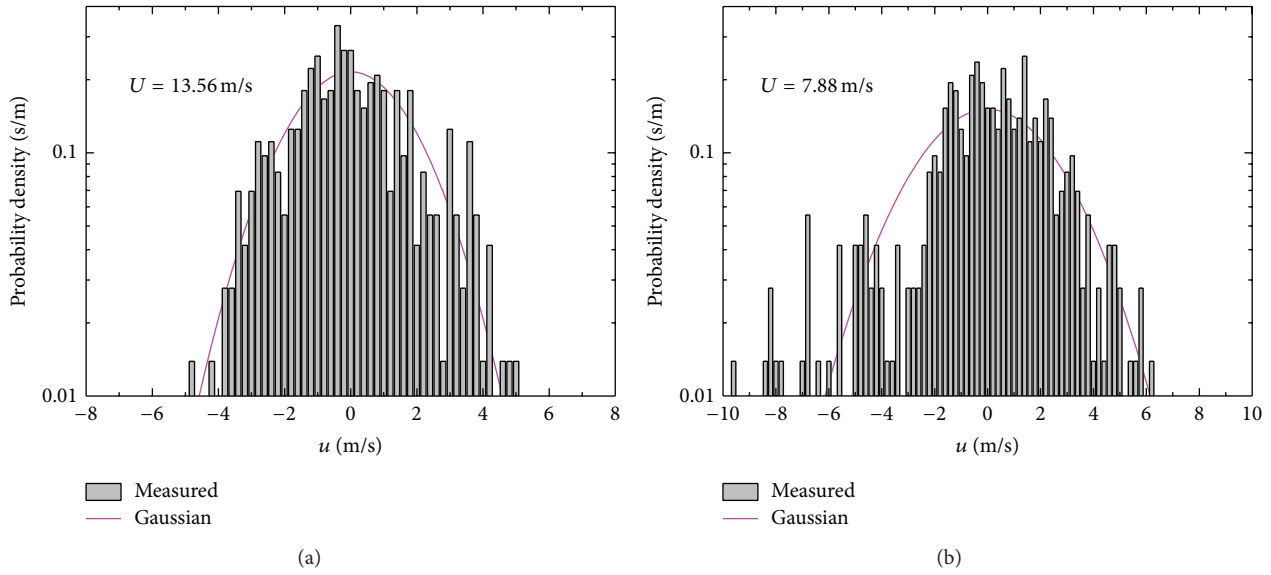 U = 13.56 m/s
Probability density (s/m)
0.1
0.01
−8 −6 −4 −2 0 2 4 6 8
u (m/s)
Measured
Gaussian
(a)
U = 7.88 m/s
Probability density (s/m)
0.1
0.01
−10 −8 −6 −4 −2 0 2 4 6 8 10
u (m/s)
Measured
Gaussian
(b)